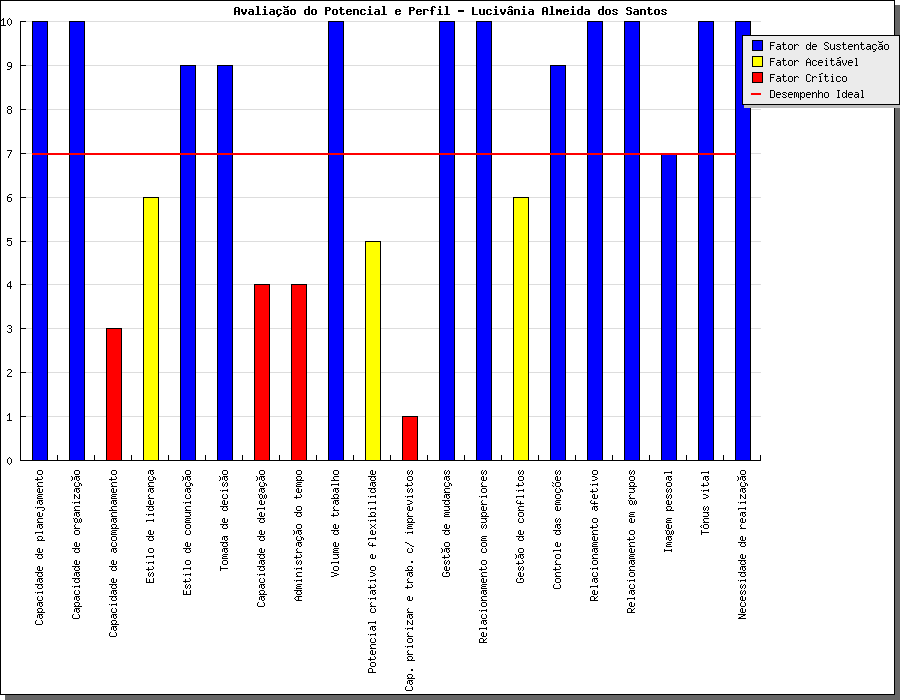 Avaliação do Potencial e Perfil - Lucivânia Almeida dos Santos
Fator de Sustentação
Fator Aceitável
Fator Crítico
Desempenho Ideal
10
9
8
7
6
5
4
3
2
1
0
Capacidade de planejamento
Capacidade de organização
Capacidade de acompanhamento
Estilo de liderança
Estilo de comunicação
Tomada de decisão
Capacidade de delegação
Administração do tempo
Volume de trabalho
Potencial criativo e flexibilidade
Cap. priorizar e trab. c/ imprevistos
Gestão de mudanças
Relacionamento com superiores
Gestão de conflitos
Controle das emoções
Relacionamento afetivo
Relacionamento em grupos
Imagem pessoal
Tônus vital
Necessidade de realização